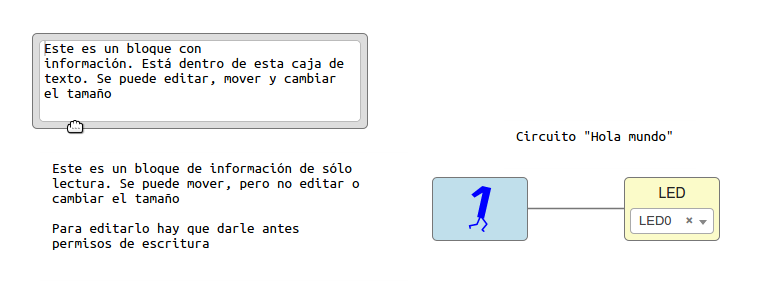 Este es un bloque con
información. Está dentro de esta caja de
texto. Se puede editar, mover y cambiar
el tamaño
Este es un bloque de información de sólo
lectura. Se puede mover, pero no editar o
cambiar el tamaño
Para editarlo hay que darle antes
permisos de escritura
Circuito "Hola mundo"
1
LED
LED0